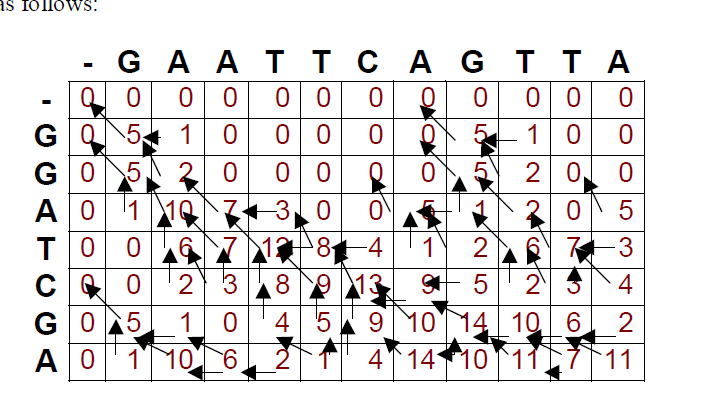 as follows:
- G A A T T C A G T T A
- 0 0 0 0 0 0 0 0 0 0 0 0
G 0 5 1 0 0 0 0 0 5 1 0 0
G 0 5 2 0 0 0 0 0 5 2 0 0
A 0 1 10 7 3 0 0 5 1 2 0 5
T 0 0 6 7 12 8 4 1 2 6 7 3
C 0 0 2 3 8 9 13 9 5 2 3 4
G 0 5 1 0 4 5 9 10 14 10 6 2
A 0 1 10 6 2 1 4 14 10 11 7 11